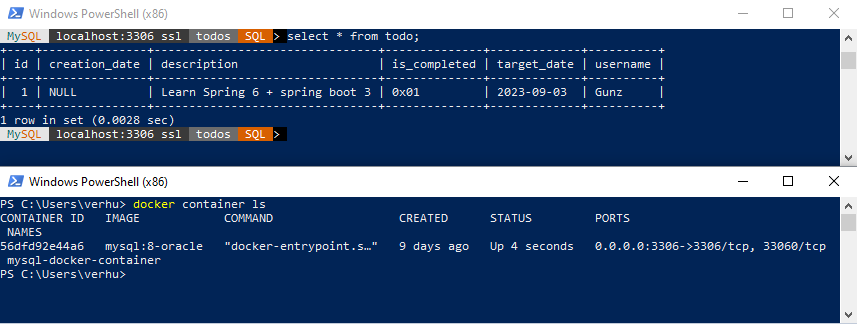 Windows PowerShell (x86)
MySQL localhost:3306 ssl todos SQL > select * from todo;
+----+---------------+--------------------------------+--------------+-------------+----------+
| id | creation_date | description | is_completed | target_date | username |
+----+---------------+--------------------------------+--------------+-------------+----------+
| 1 | NULL | Learn Spring 6 + spring boot 3 | 0x01 | 2023-09-03 | Gunz |
+----+---------------+--------------------------------+--------------+-------------+----------+
1 row in set (0.0028 sec)
MySQL localhost:3306 ssl todos SQL >
Windows PowerShell (x86)
PS C:\Users\verhu> docker container ls
CONTAINER ID IMAGE COMMAND CREATED STATUS PORTS
NAMES
56dfd92e44a6 mysql:8-oracle "docker-entrypoint.s…" 9 days ago Up 4 seconds 0.0.0.0:3306->3306/tcp, 33060/tcp
mysql-docker-container
PS C:\Users\verhu>